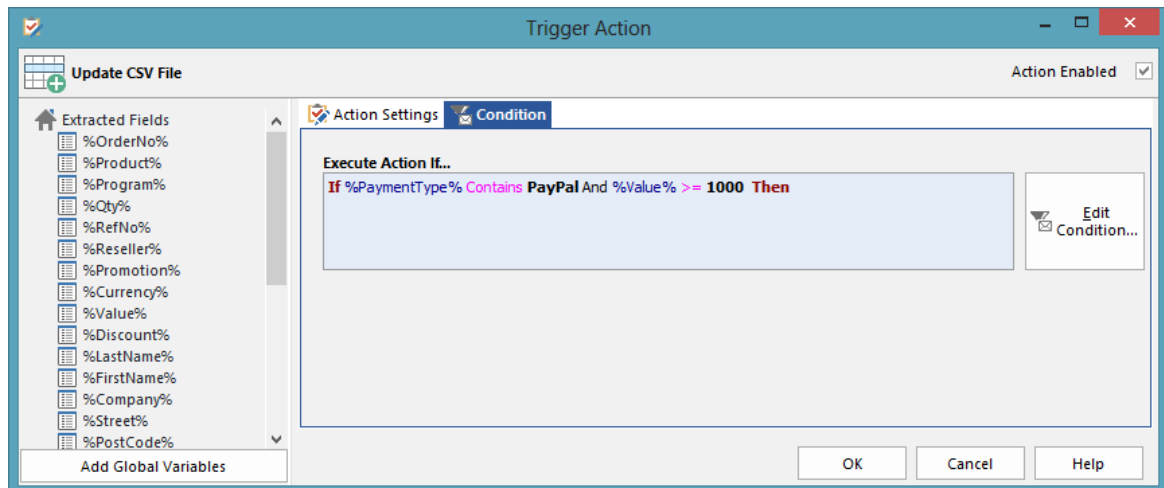 Trigger Action
Update CSV File
Action Enabled
Extracted Fields
%OrderNo%
%Product%
%Program%
%Qty%
%RefNo%
%Reseller%
%Promotion%
%Currency%
%Value%
%Discount%
%LastName%
%FirstName%
%Company%
%Street%
%PostCode%
Add Global Variables
Action Settings
Condition
Execute Action If...
If %PaymentType% Contains PayPal And %Value% >= 1000 Then
Edit
Condition...
OK
Cancel
Help